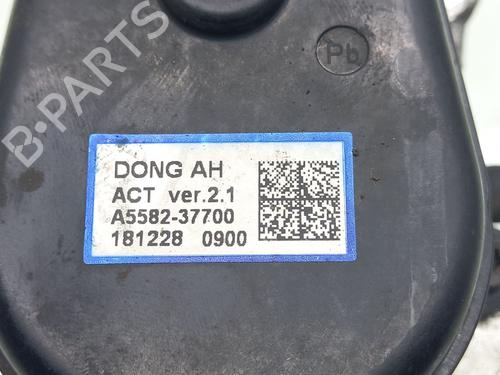 Pb
B-PARTS
DONG AH
ACT ver.2.1
A5582-37700
181228 0900